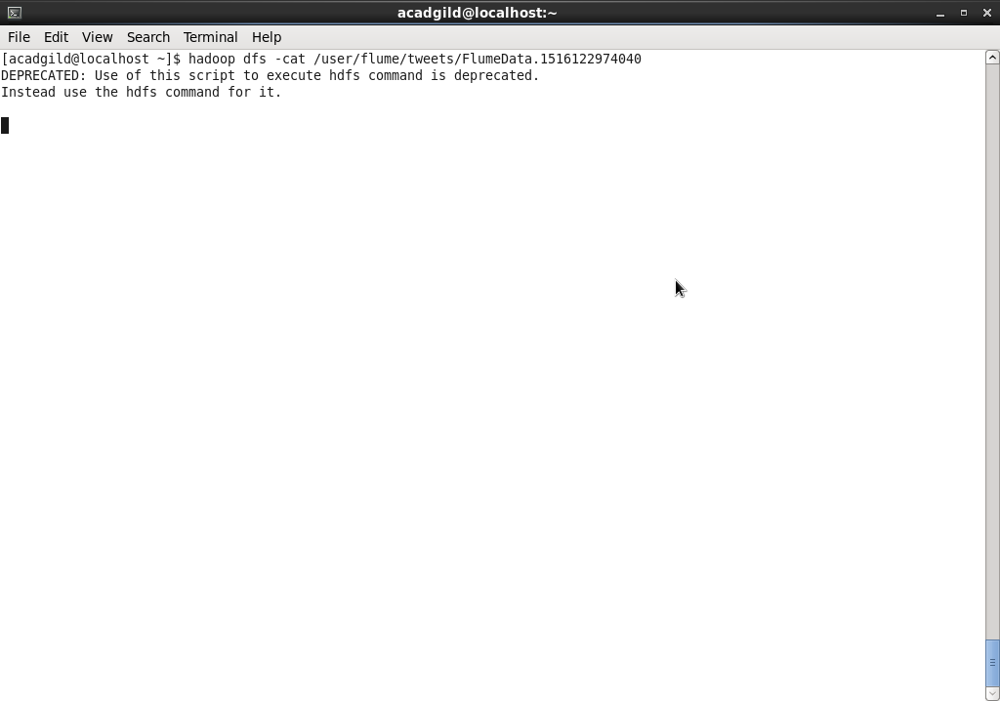 acadgild@localhost:~
File Edit View Search Terminal Help
[acadgild@localhost ~]$ hadoop dfs -cat /user/flume/tweets/FlumeData.1516122974040
DEPRECATED: Use of this script to execute hdfs command is deprecated.
Instead use the hdfs command for it.